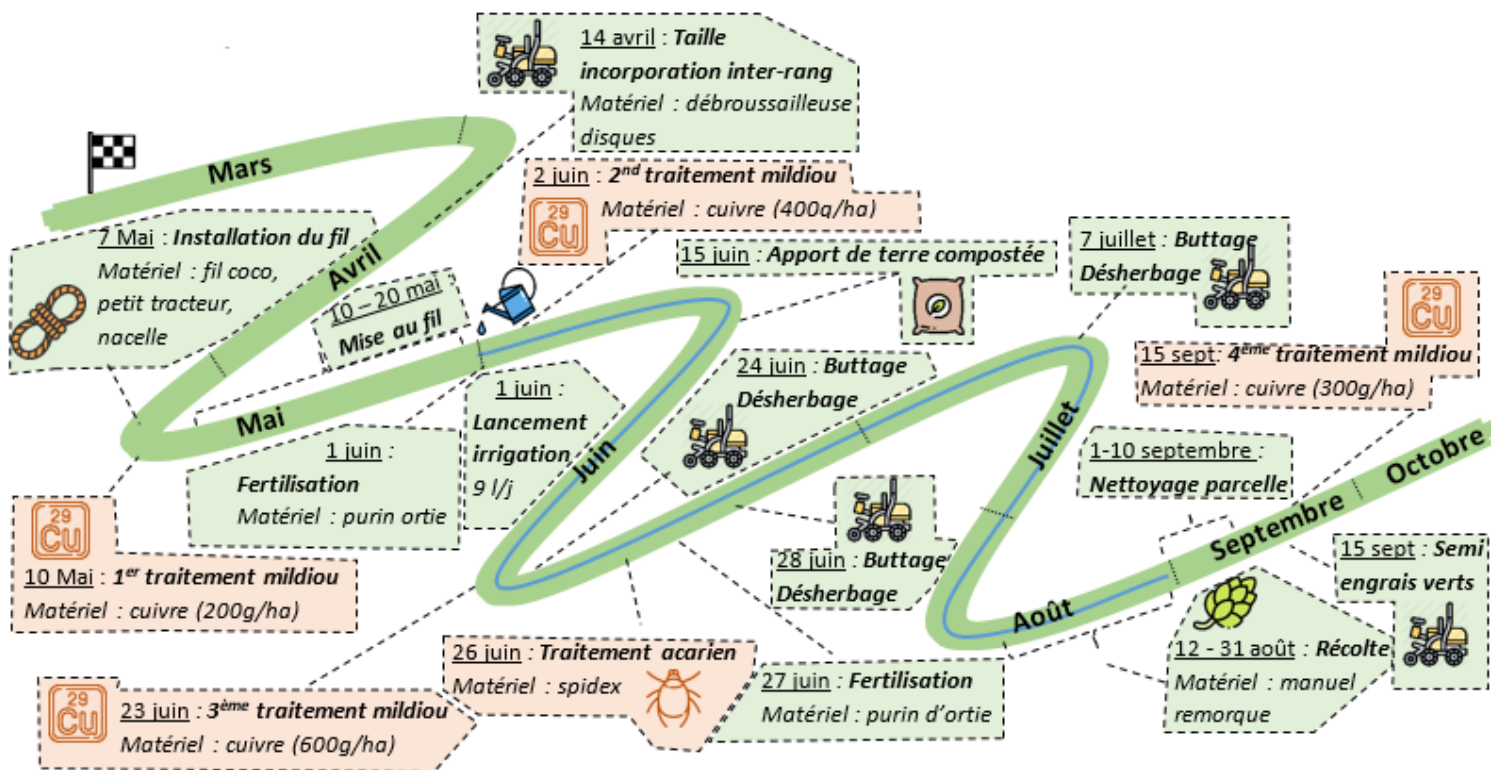 14 avril : Taille
incorporation inter-rang
Matériel : débroussailleuse
disques
Mars
2 juin : 2nd traitement mildiou
Matériel : cuivre (400g/ha)
29
Cu
7 Mai : Installation du fil
Matériel : fil coco,
petit tracteur,
nacelle
Avril
10 – 20 mai
Mise au fil
15 juin : Apport de terre compostée
7 juillet : Buttage
Désherbage
29
Cu
15 sept: 4ème traitement mildiou
Matériel : cuivre (300g/ha)
Mai
1 juin :
Fertilisation
Matériel : purin ortie
1 juin :
Lancement
irrigation
9 l/j
Juin
24 juin : Buttage
Désherbage
Juillet
1-10 septembre :
Nettoyage parcelle
Octobre
Septembre
Août
29
Cu
10 Mai : 1er traitement mildiou
Matériel : cuivre (200g/ha)
28 juin : Buttage
Désherbage
15 sept : Semi
engrais verts
12 - 31 août : Récolte
Matériel : manuel
remorque
26 juin : Traitement acarien
Matériel : spidex
27 juin : Fertilisation
Matériel : purin d'ortie
29
Cu
23 juin : 3ème traitement mildiou
Matériel : cuivre (600g/ha)